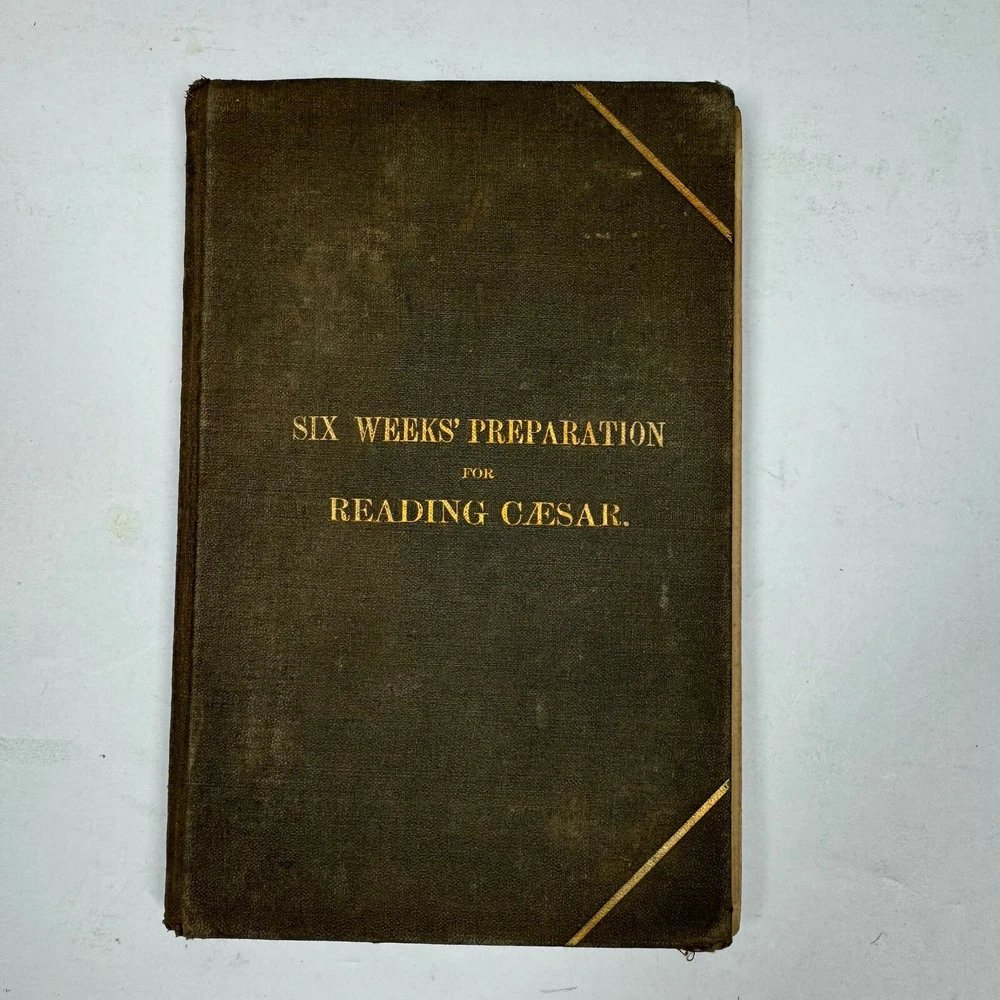 SIX WEEKS' PREPARATION
FOR
READING CÆSAR.